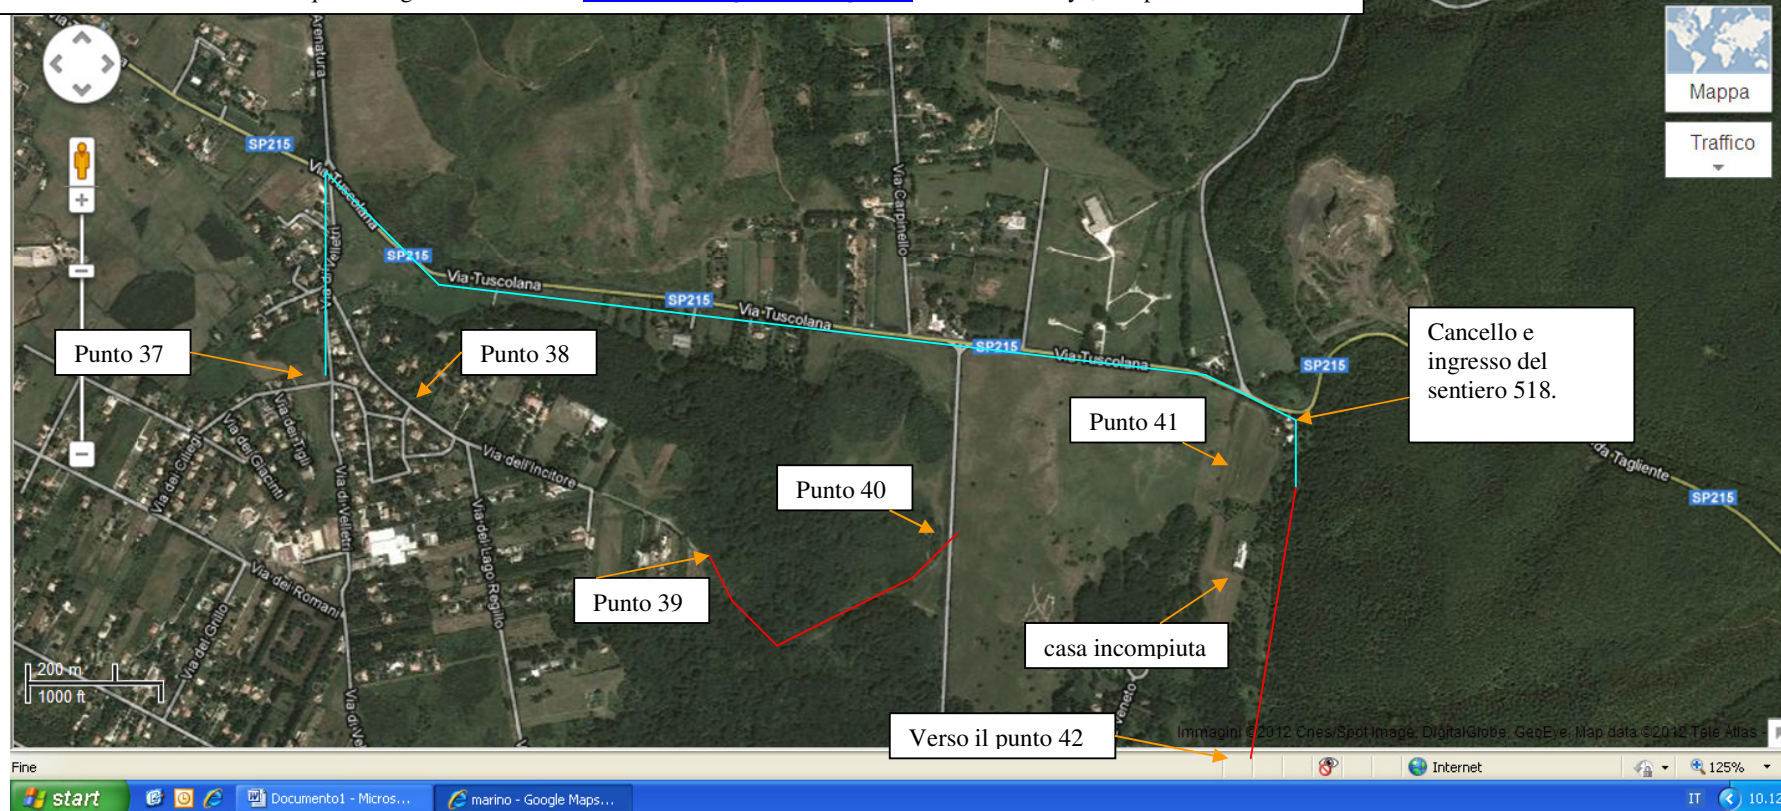 Arenatura
Mappa
Traffico
SP215
Via Tuscolana
Via Carpinello
Via di Velletri
SP215
Via-Tuscolana
SP215
Via-Tuscolana
SP215
Via-Tuscolana
SP215
Punto 37
Punto 38
Cancello e
ingresso del
sentiero 518.
Punto 41
Via dei Ciliegi
Via dei Giacinti
Via dei Tigli
Via dell'Incitore
Tagliente
SP215
Punto 40
Via di Velletri
Via del Lago Regillo
Via dei Romani
Via del Grillo
Punto 39
casa incompiuta
200 m
1000 ft
veneto
Verso il punto 42
Immagini ©2012 Cnes/Spot Image, DigitalGlobe, GeoEye, Map data ©2012 Tele Atlas -
Fine
Internet
125%
start
Documento1 - Micros...
marino - Google Maps...
IT
10.12